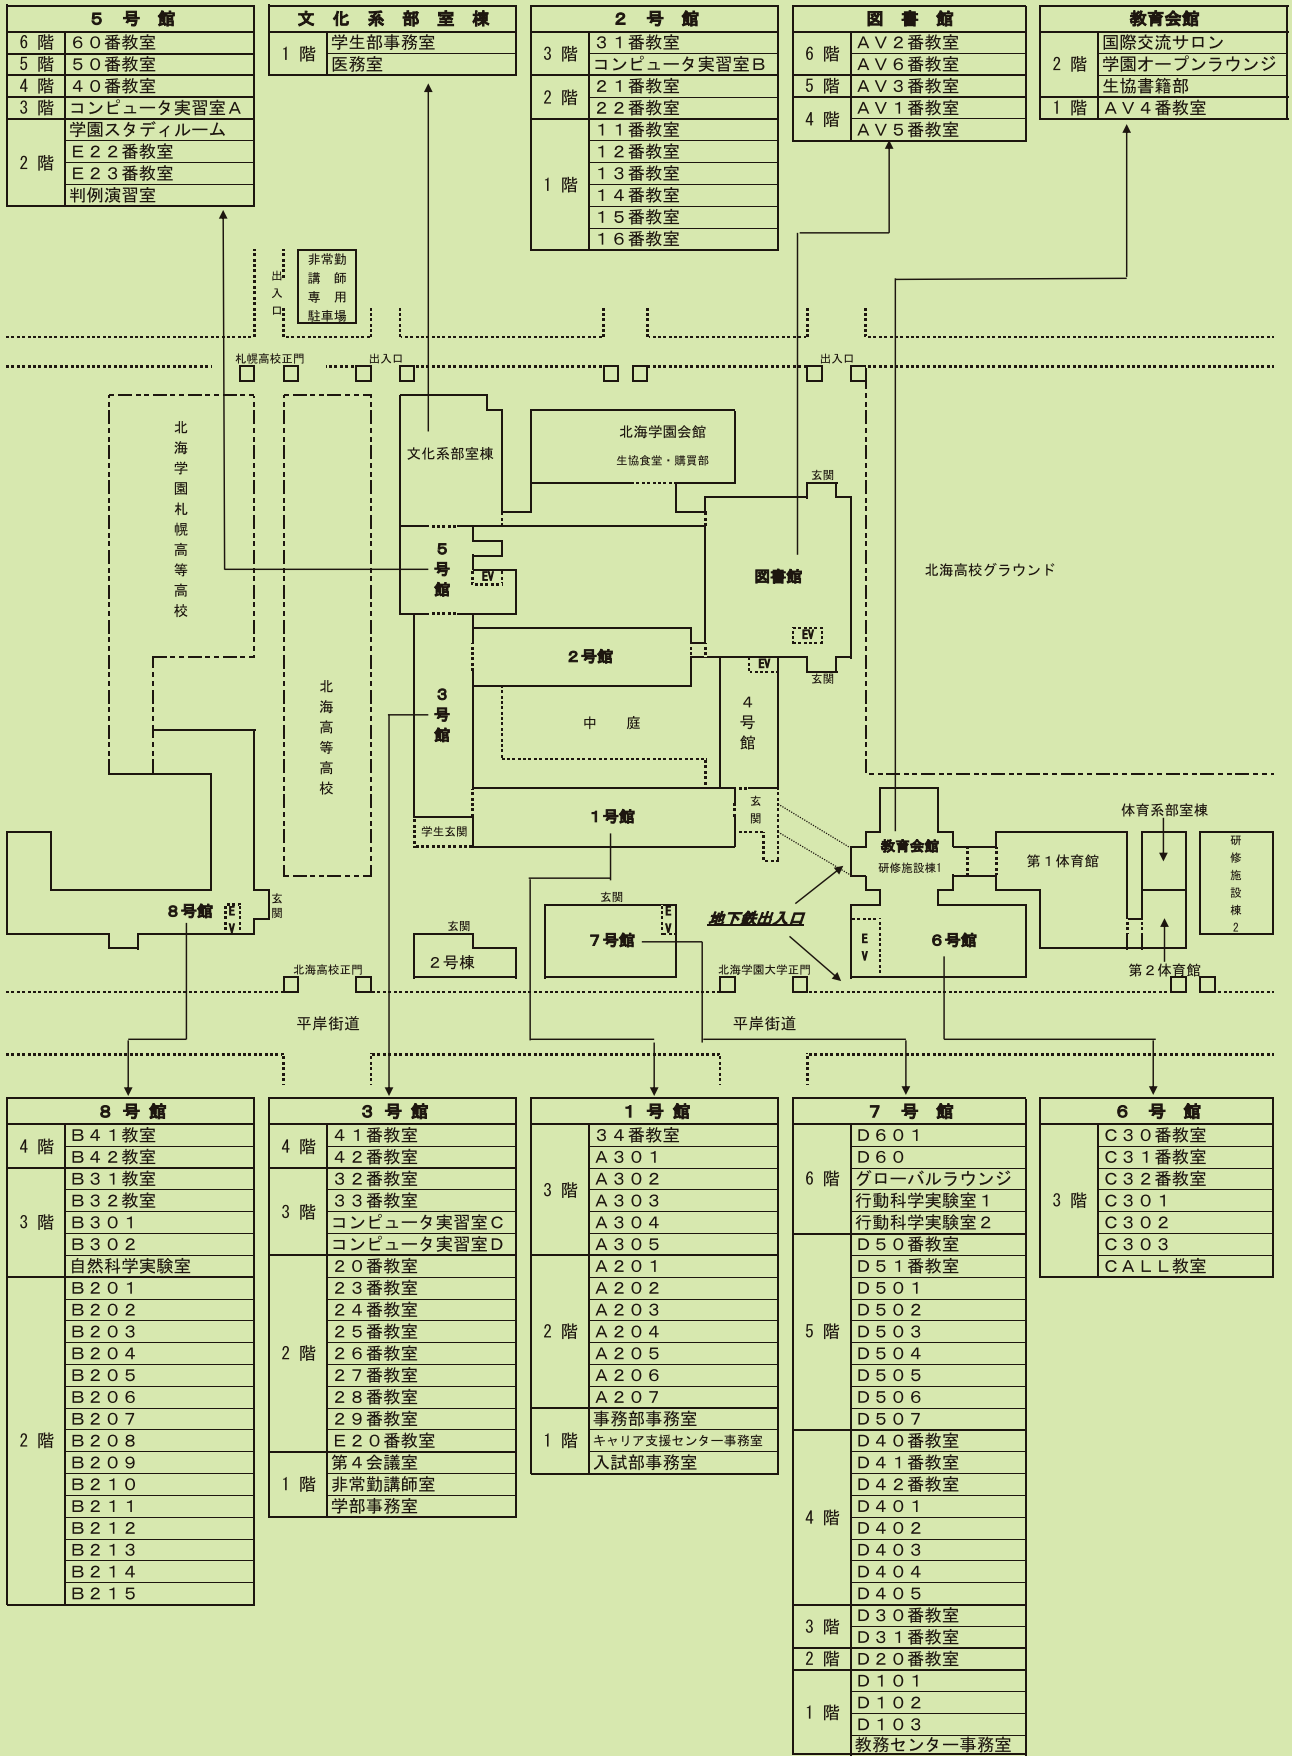 ５ 号 館
６ 階 ６０番教室
５ 階 ５０番教室
４ 階 ４０番教室
３ 階 コンピュータ実習室Ａ
２ 階 学園スタディルーム
Ｅ２２番教室
Ｅ２３番教室
判例演習室
文 化 系 部 室 棟
１ 階 学生部事務室
医務室
２ 号 館
３ 階 ３１番教室
コンピュータ実習室Ｂ
２ 階 ２１番教室
２２番教室
１ 階 １１番教室
１２番教室
１３番教室
１４番教室
１５番教室
１６番教室
図 書 館
６ 階 ＡＶ２番教室
ＡＶ６番教室
５ 階 ＡＶ３番教室
４ 階 ＡＶ１番教室
ＡＶ５番教室
教育会館
２ 階 国際交流サロン
学園オープンラウンジ
生協書籍部
１ 階 ＡＶ４番教室
出入口
非常勤
講 師
専 用
駐車場
札幌高校正門
出入口
出入口
北海学園札幌高等高校
北海高等高校
文化系部室棟
北海学園会館
生協食堂・購買部
玄関
５号館
EV
図書館
EV
玄関
北海高校グラウンド
２号館
EV
３号館
中 庭
４号館
１号館
玄関
学生玄関
教育会館
研修施設棟1
第１体育館
体育系部室棟
研修施設棟2
８号館
EV
玄関
玄関
２号棟
玄関
７号館
EV
地下鉄出入口
EV
６号館
第２体育館
北海高校正門
北海学園大学正門
平岸街道
平岸街道
８ 号 館
４ 階 Ｂ４１教室
Ｂ４２教室
３ 階 Ｂ３１教室
Ｂ３２教室
Ｂ３０１
Ｂ３０２
自然科学実験室
２ 階 Ｂ２０１
Ｂ２０２
Ｂ２０３
Ｂ２０４
Ｂ２０５
Ｂ２０６
Ｂ２０７
Ｂ２０８
Ｂ２０９
Ｂ２１０
Ｂ２１１
Ｂ２１２
Ｂ２１３
Ｂ２１４
Ｂ２１５
３ 号 館
４ 階 ４１番教室
４２番教室
３ 階 ３２番教室
３３番教室
コンピュータ実習室Ｃ
コンピュータ実習室Ｄ
２ 階 ２０番教室
２３番教室
２４番教室
２５番教室
２６番教室
２７番教室
２８番教室
２９番教室
Ｅ２０番教室
１ 階 第４会議室
非常勤講師室
学部事務室
１ 号 館
３ 階 ３４番教室
Ａ３０１
Ａ３０２
Ａ３０３
Ａ３０４
Ａ３０５
２ 階 Ａ２０１
Ａ２０２
Ａ２０３
Ａ２０４
Ａ２０５
Ａ２０６
Ａ２０７
１ 階 事務部事務室
キャリア支援センター事務室
入試部事務室
７ 号 館
６ 階 Ｄ６０１
Ｄ６０
グローバルラウンジ
行動科学実験室１
行動科学実験室２
５ 階 Ｄ５０番教室
Ｄ５１番教室
Ｄ５０１
Ｄ５０２
Ｄ５０３
Ｄ５０４
Ｄ５０５
Ｄ５０６
Ｄ５０７
４ 階 Ｄ４０番教室
Ｄ４１番教室
Ｄ４２番教室
Ｄ４０１
Ｄ４０２
Ｄ４０３
Ｄ４０４
Ｄ４０５
３ 階 Ｄ３０番教室
Ｄ３１番教室
２ 階 Ｄ２０番教室
１ 階 Ｄ１０１
Ｄ１０２
Ｄ１０３
教務センター事務室
６ 号 館
３ 階 Ｃ３０番教室
Ｃ３１番教室
Ｃ３２番教室
Ｃ３０１
Ｃ３０２
Ｃ３０３
ＣＡＬＬ教室